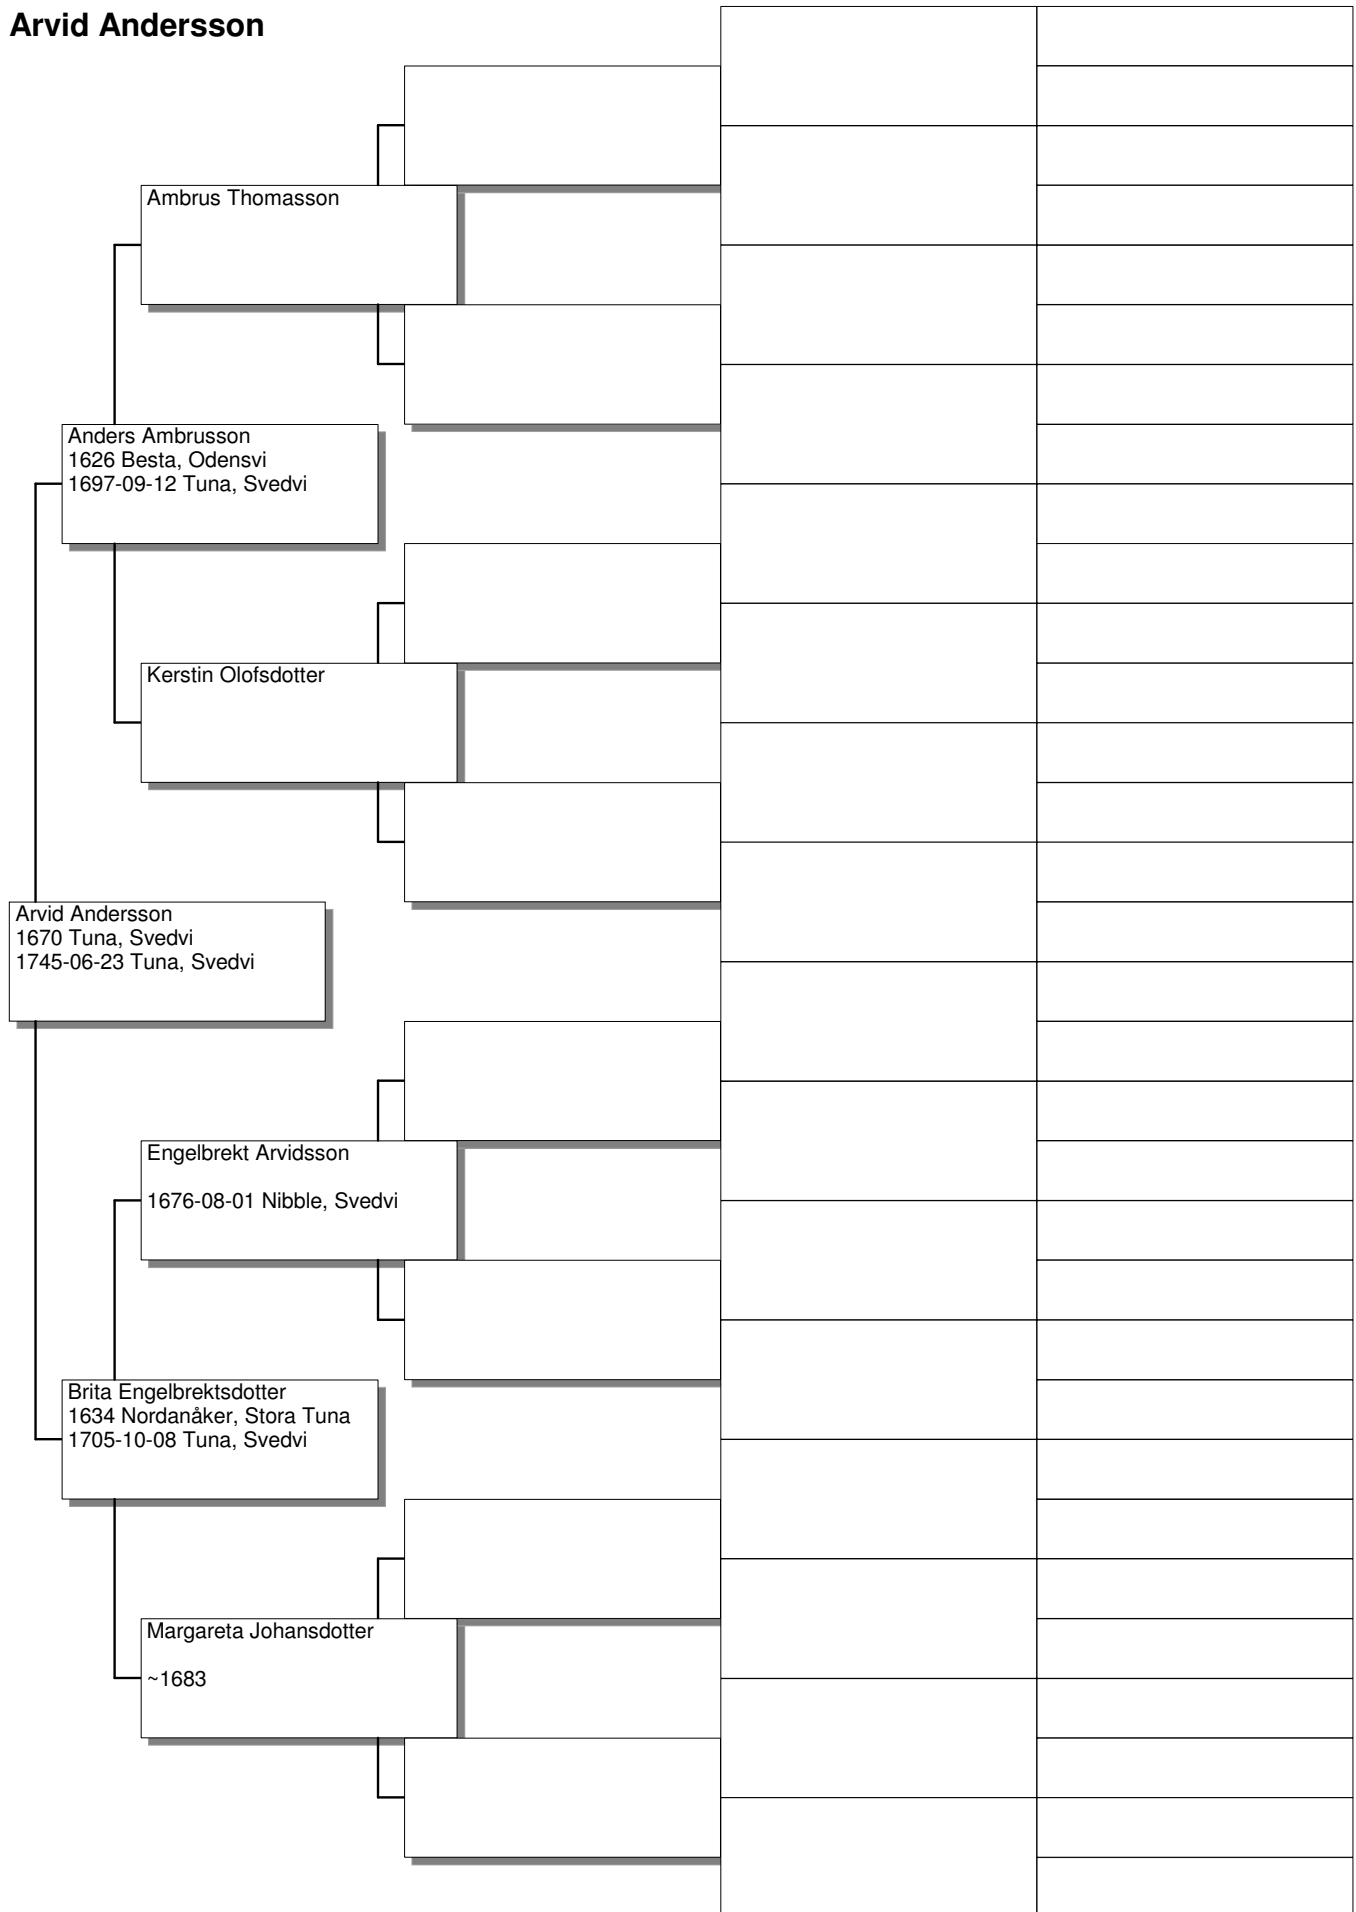 Arvid Andersson
Ambrus Thomasson
Anders Ambrusson
1626 Besta, Odensvi
1697-09-12 Tuna, Svedvi
Kerstin Olofsdotter
Arvid Andersson
1670 Tuna, Svedvi
1745-06-23 Tuna, Svedvi
Engelbrekt Arvidsson
1676-08-01 Nibble, Svedvi
Brita Engelbrektsdotter
1634 Nordanåker, Stora Tuna
1705-10-08 Tuna, Svedvi
Margareta Johansdotter
~1683